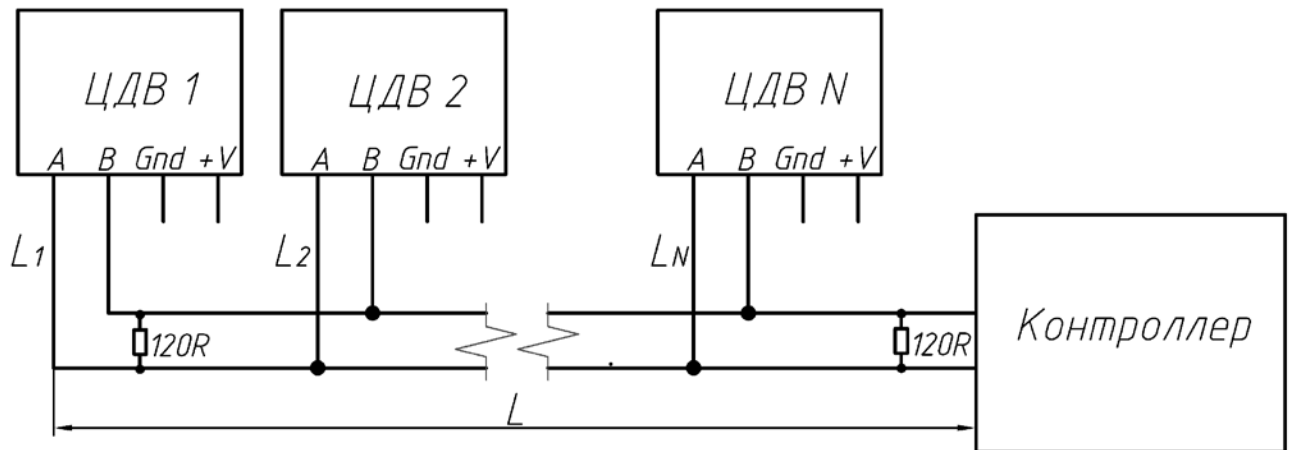 ЦДВ 1
ЦДВ 2
ЦДВ N
A B Gnd +V
A B Gnd +V
A B Gnd +V
L1
L2
LN
120R
120R
Контроллер
L